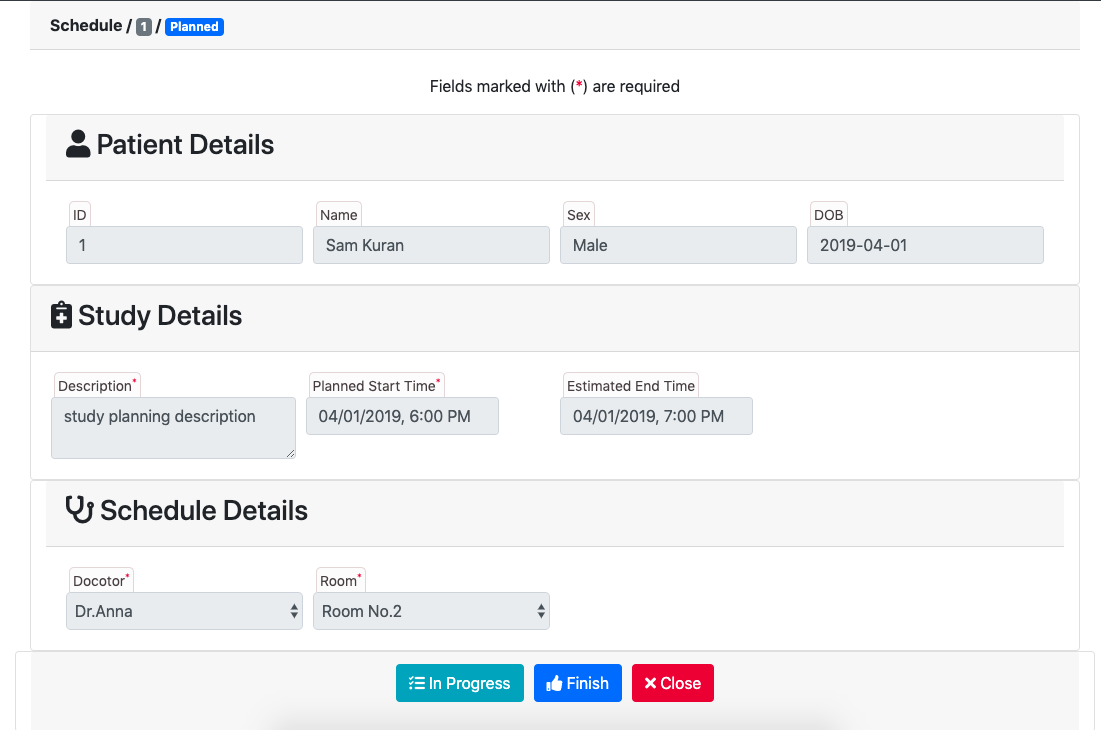 Schedule / 1 / Planned
Fields marked with (*) are required
Patient Details
ID Name Sex DOB
1 Sam Kuran Male 2019-04-01
Study Details
Description* Planned Start Time* Estimated End Time
study planning description 04/01/2019, 6:00 PM 04/01/2019, 7:00 PM
Schedule Details
Docotor* Room*
Dr.Anna Room No.2
In Progress Finish Close